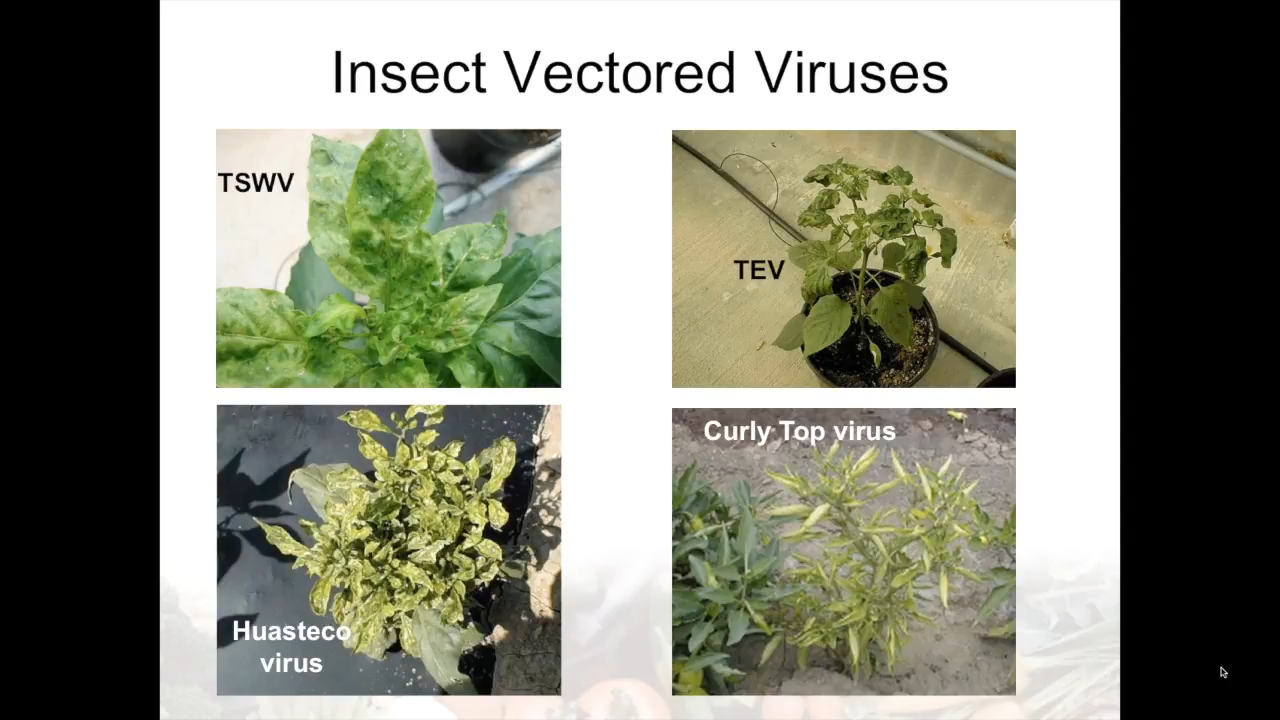 Insect Vectored Viruses
TSWV
TEV
Curly Top virus
Huasteco
virus